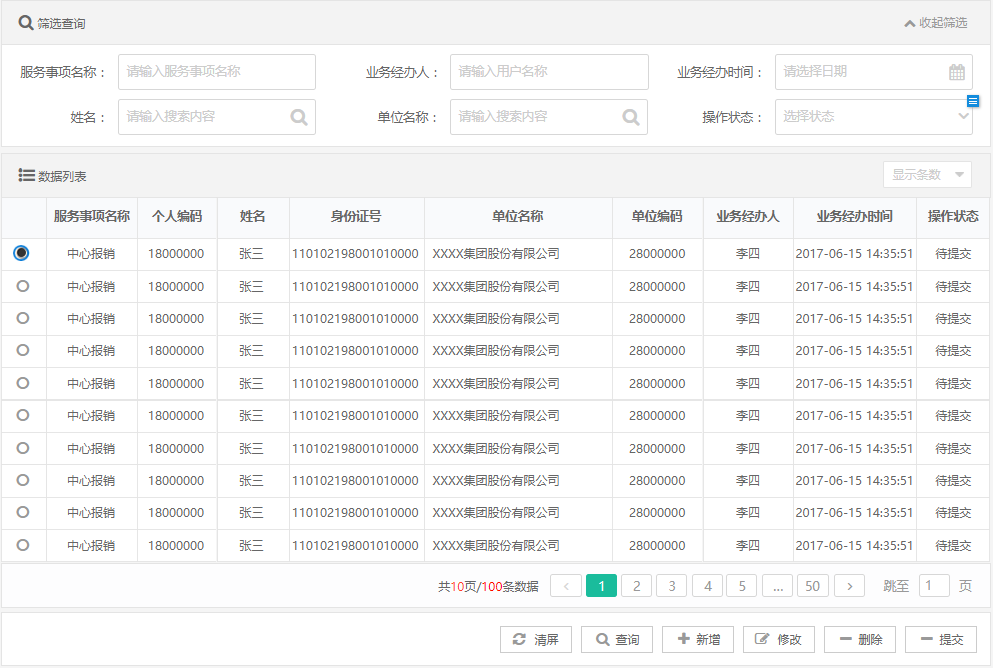 筛选查询 收起筛选
服务事项名称： 请输入服务事项名称 业务经办人： 请输入用户名称 业务经办时间： 请选择日期
姓名： 请输入搜索内容 单位名称： 请输入搜索内容 操作状态： 选择状态
数据列表 显示条数
服务事项名称 个人编码 姓名 身份证号 单位名称 单位编码 业务经办人 业务经办时间 操作状态
中心报销 18000000 张三 110102198001010000 XXXX集团股份有限公司 28000000 李四 2017-06-15 14:35:51 待提交
中心报销 18000000 张三 110102198001010000 XXXX集团股份有限公司 28000000 李四 2017-06-15 14:35:51 待提交
中心报销 18000000 张三 110102198001010000 XXXX集团股份有限公司 28000000 李四 2017-06-15 14:35:51 待提交
中心报销 18000000 张三 110102198001010000 XXXX集团股份有限公司 28000000 李四 2017-06-15 14:35:51 待提交
中心报销 18000000 张三 110102198001010000 XXXX集团股份有限公司 28000000 李四 2017-06-15 14:35:51 待提交
中心报销 18000000 张三 110102198001010000 XXXX集团股份有限公司 28000000 李四 2017-06-15 14:35:51 待提交
中心报销 18000000 张三 110102198001010000 XXXX集团股份有限公司 28000000 李四 2017-06-15 14:35:51 待提交
中心报销 18000000 张三 110102198001010000 XXXX集团股份有限公司 28000000 李四 2017-06-15 14:35:51 待提交
中心报销 18000000 张三 110102198001010000 XXXX集团股份有限公司 28000000 李四 2017-06-15 14:35:51 待提交
中心报销 18000000 张三 110102198001010000 XXXX集团股份有限公司 28000000 李四 2017-06-15 14:35:51 待提交
共10页/100条数据 < 1 2 3 4 5 ... 50 > 跳至 1 页
清屏 查询 新增 修改 删除 提交